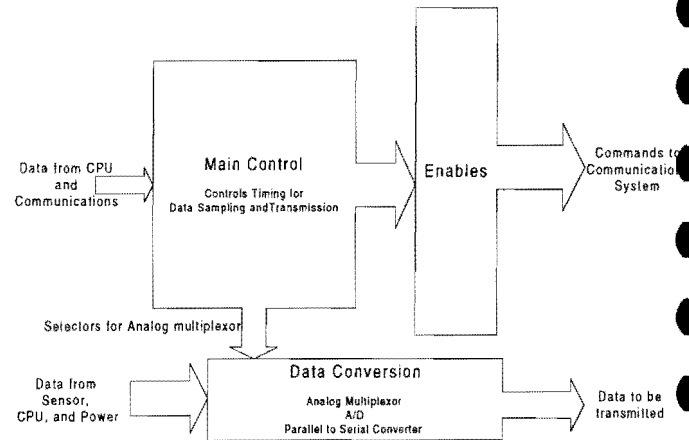 Main Control
Controls Timing for
Data Sampling andTransmission
Data from CPU
and
Communications
Enables
Commands to
Communication
System
Selectors for Analog multiplexor
Data from
Sensor,
CPU, and Power
Data Conversion
Analog Multiplexor
A/D
Parallel to Serial Converter
Data to be
transmitted